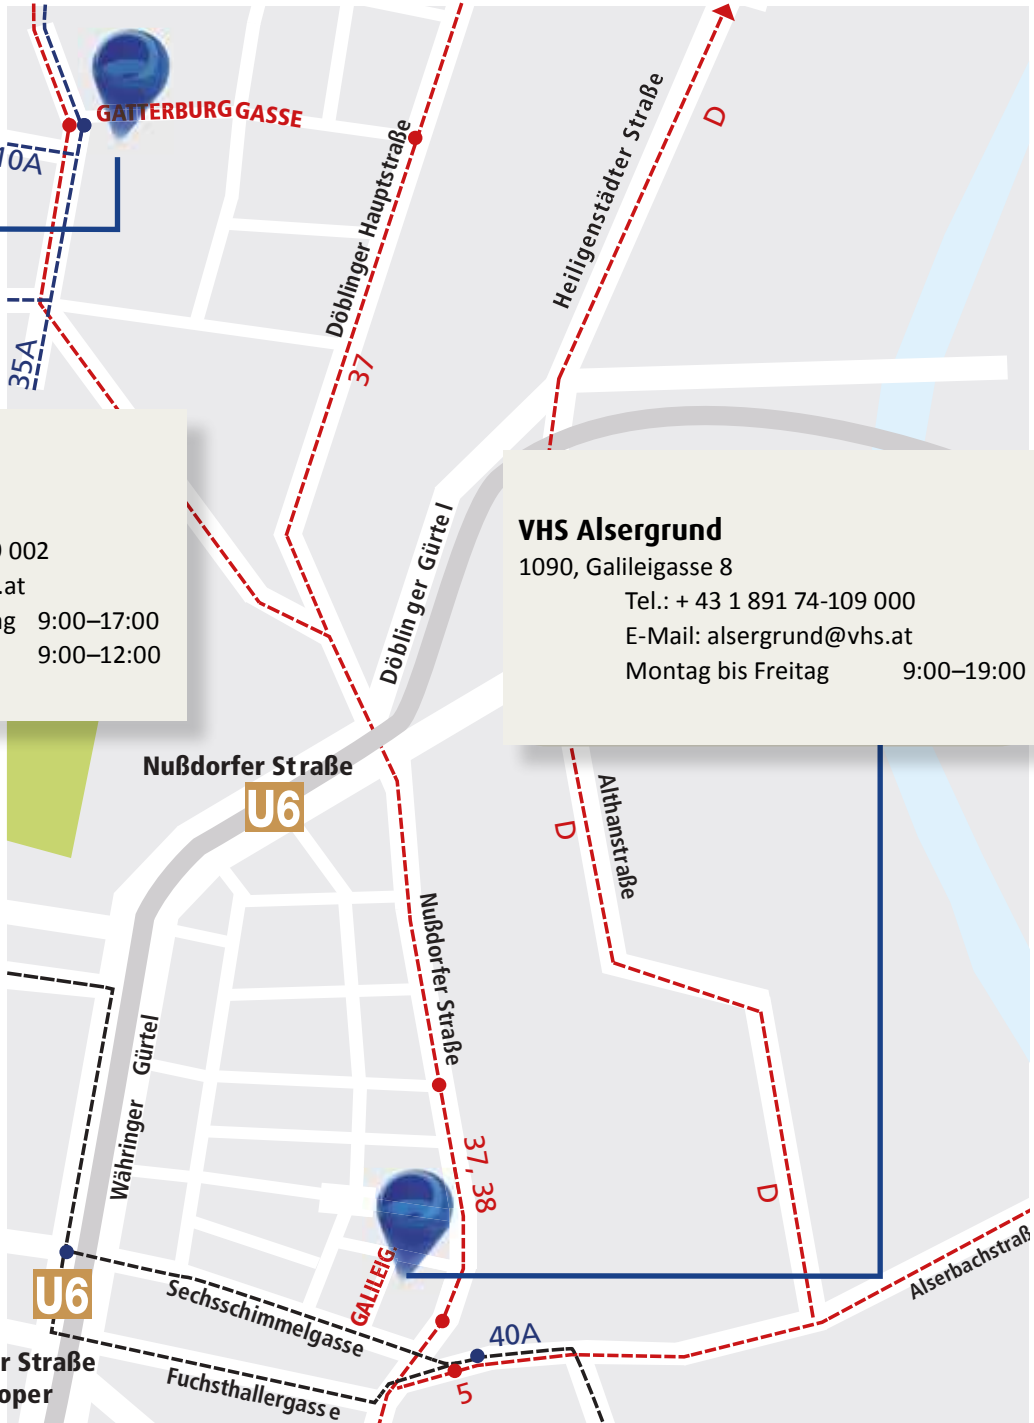 GATTERBURGGASSE
10A
35A
Döblinger Hauptstraße
37
Heiligenstädter Straße
D
002
.at
9:00–17:00
9:00–12:00
Döblinger Gürtel
VHS Alsergrund
1090, Galileigasse 8
Tel.: + 43 1 891 74-109 000
E-Mail: alsergrund@vhs.at
Montag bis Freitag 9:00–19:00
Nußdorfer Straße
U6
D
Althanstraße
Nußdorfer Straße
Währinger Gürtel
37, 38
D
GALILEIG.
U6
Sechsschimmelgasse
Fuchsthallergasse
40A
5
Alserbachstraß
r Straße
oper